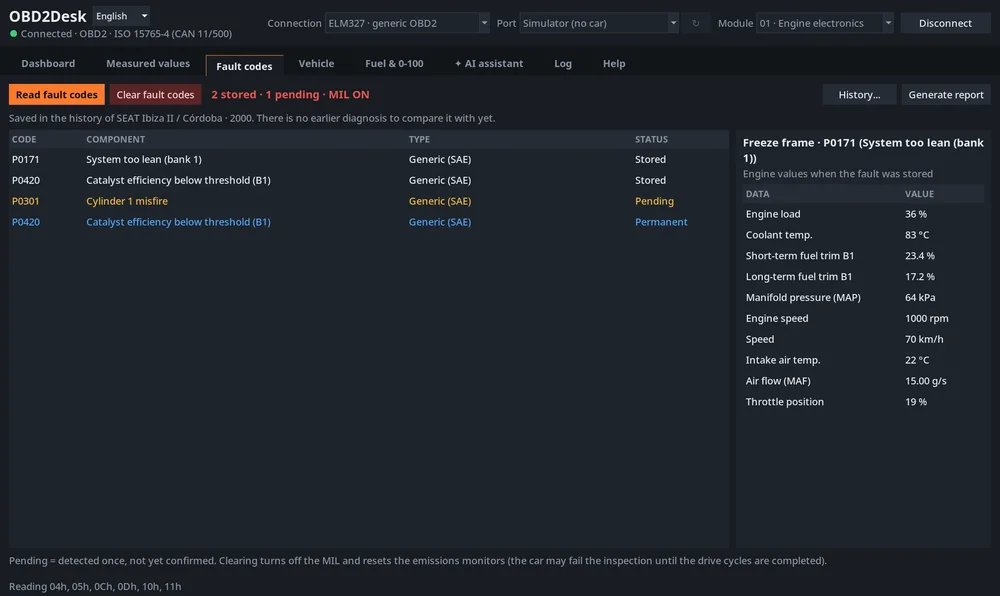 OBD2Desk English
Connected · OBD2 · ISO 15765-4 (CAN 11/500)
Connection ELM327 · generic OBD2 Port Simulator (no car) ↻ Module 01 · Engine electronics Disconnect
Dashboard Measured values Fault codes Vehicle Fuel & 0-100 ✦ AI assistant Log Help
Read fault codes Clear fault codes 2 stored · 1 pending · MIL ON History... Generate report
Saved in the history of SEAT Ibiza II / Córdoba · 2000. There is no earlier diagnosis to compare it with yet.
CODE COMPONENT TYPE STATUS
P0171 System too lean (bank 1) Generic (SAE) Stored
P0420 Catalyst efficiency below threshold (B1) Generic (SAE) Stored
P0301 Cylinder 1 misfire Generic (SAE) Pending
P0420 Catalyst efficiency below threshold (B1) Generic (SAE) Permanent
Freeze frame · P0171 (System too lean (bank
1))
Engine values when the fault was stored
DATA VALUE
Engine load 36 %
Coolant temp. 83 °C
Short-term fuel trim B1 23.4 %
Long-term fuel trim B1 17.2 %
Manifold pressure (MAP) 64 kPa
Engine speed 1000 rpm
Speed 70 km/h
Intake air temp. 22 °C
Air flow (MAF) 15.00 g/s
Throttle position 19 %
Pending = detected once, not yet confirmed. Clearing turns off the MIL and resets the emissions monitors (the car may fail the inspection until the drive cycles are completed).
Reading 04h, 05h, 0Ch, 0Dh, 10h, 11h